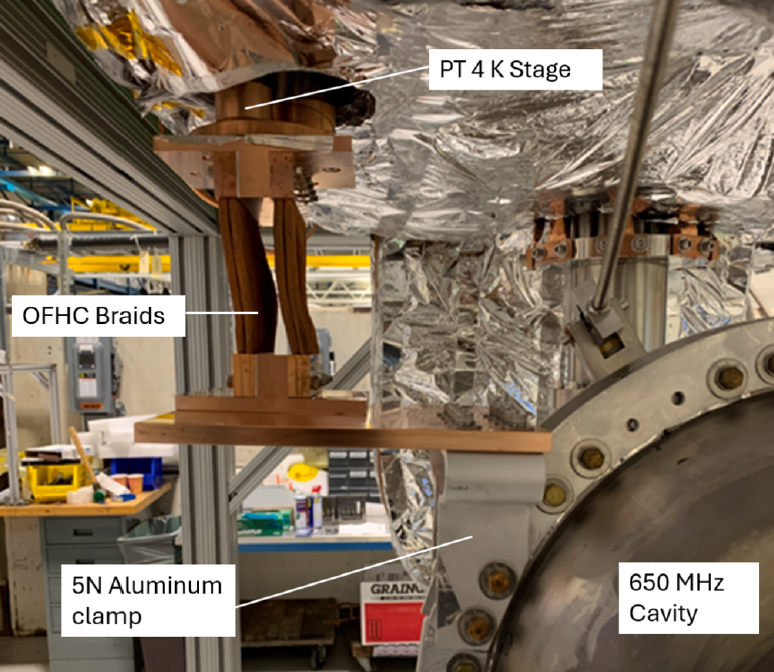 PT 4 K Stage
OFHC Braids
5N Aluminum
clamp
650 MHz
Cavity